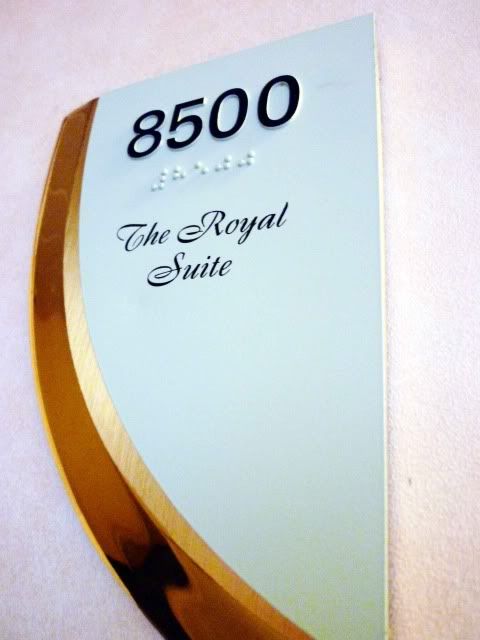 8500
⠼⠓⠑⠚⠚
The Royal
Suite